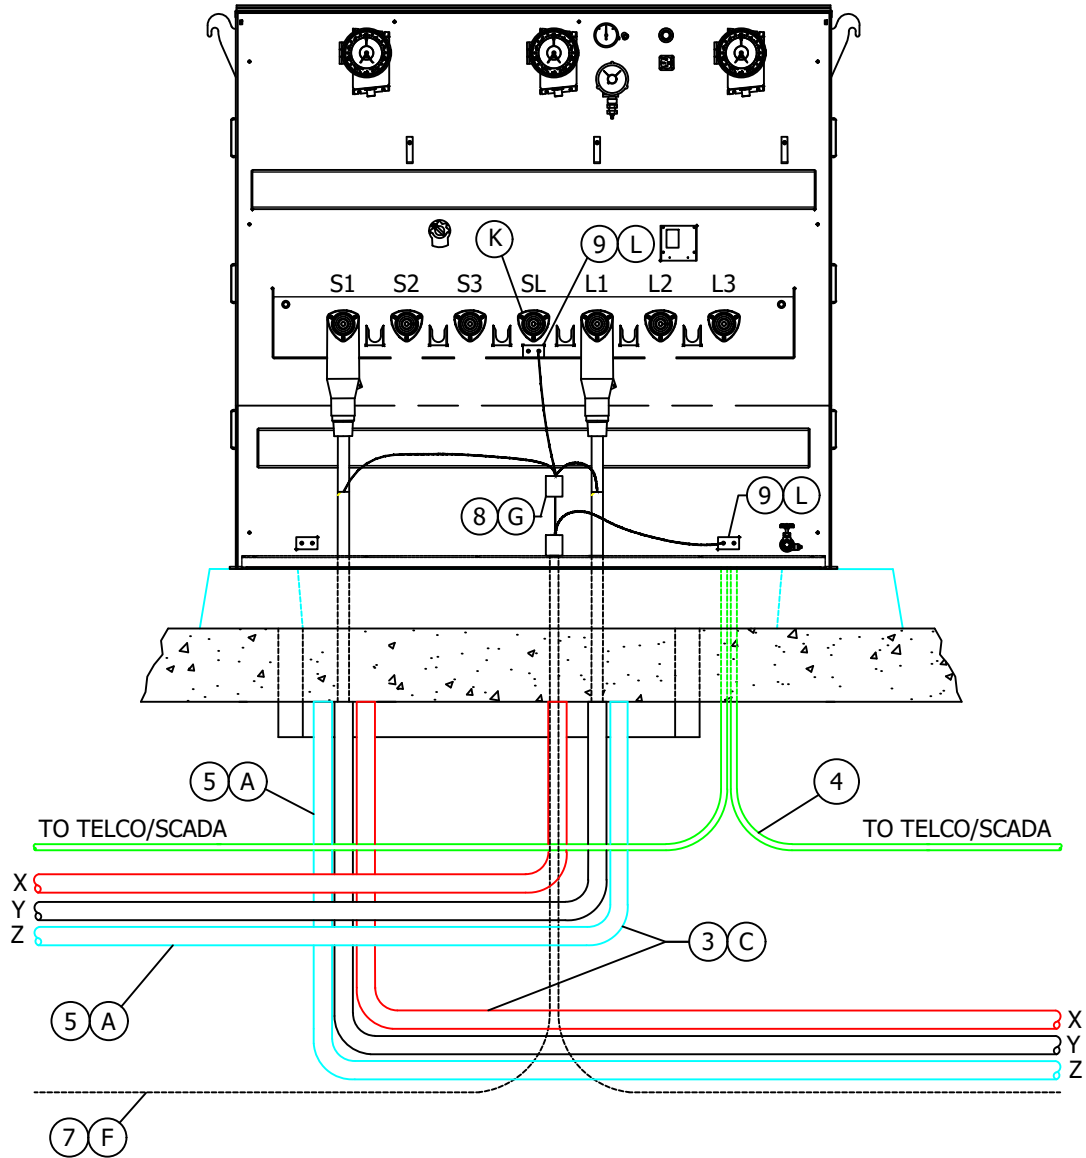 K
9 L
S1 S2 S3 SL L1 L2 L3
9 L
8 G
5 A
4
TO TELCO/SCADA
TO TELCO/SCADA
X
Y
Z
3 C
5 A
X
Y
Z
7 F